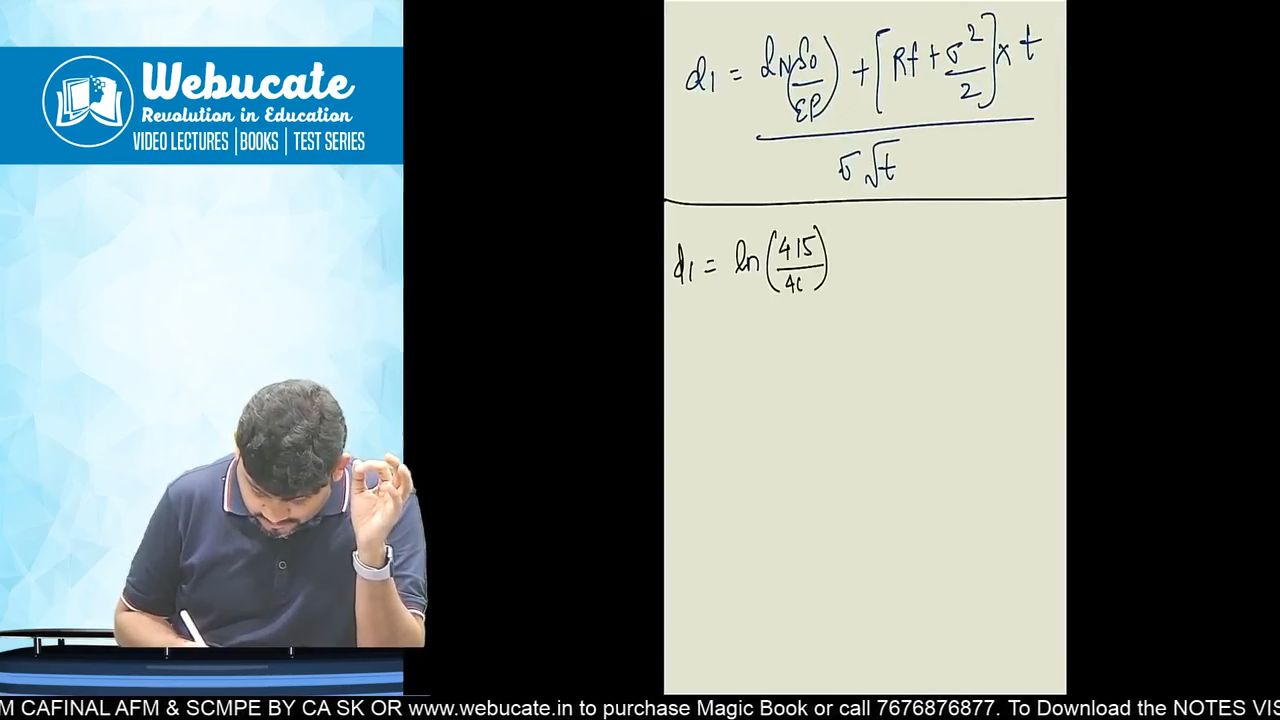 Webucate
Revolution in Education
VIDEO LECTURES | BOOKS | TEST SERIES
d1 = LN(S0/EP) + [Rf + σ²/2] × t
σ√t
d1 = ln(415/40
)
M CAFINAL AFM & SCMPE BY CA SK OR www.webucate.in to purchase Magic Book or call 7676876877. To Download the NOTES VIS